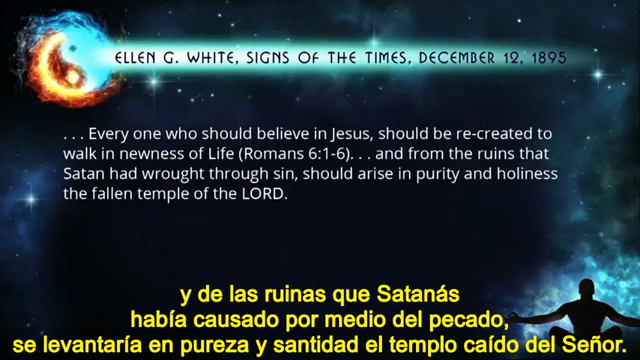 ELLEN G. WHITE, SIGNS OF THE TIMES, DECEMBER 12, 1895
. . . Every one who should believe in Jesus, should be re-created to
walk in newness of Life (Romans 6:1-6). . . and from the ruins that
Satan had wrought through sin, should arise in purity and holiness
the fallen temple of the LORD.
y de las ruinas que Satanás
había causado por medio del pecado,
se levantaría en pureza y santidad el templo caído del Señor.